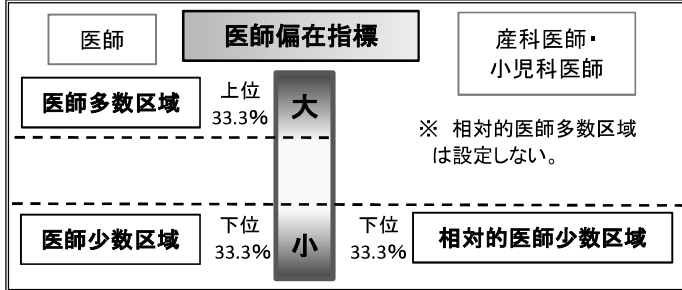 医師
医師偏在指標
産科医師・
小児科医師
医師多数区域
上位
33.3%
大
※ 相対的医師多数区域
は設定しない。
医師少数区域
下位
33.3%
小
下位
33.3%
相対的医師少数区域